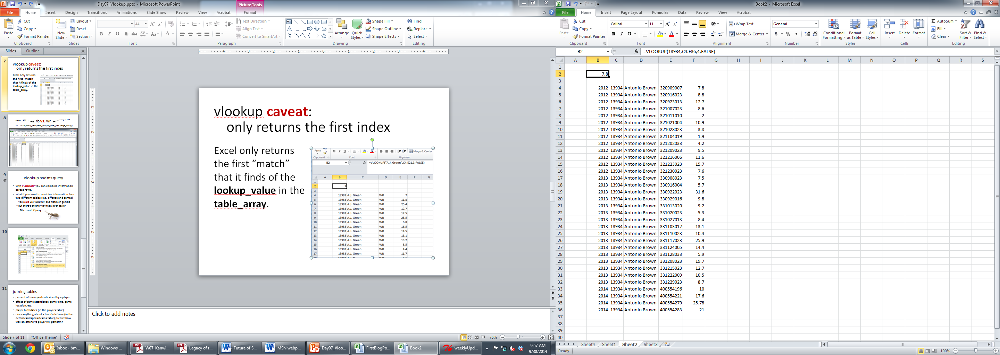 Day07_Vlookup.pptx - Microsoft PowerPoint
Picture Tools
File Home Insert Design Transitions Animations Slide Show Review View Acrobat Format
Paste
Cut
Copy
Format Painter
Clipboard
New Slide
Layout
Reset
Section
Slides
44
Font
Text Direction
Align Text
Convert to SmartArt
Paragraph
Arrange
Quick Styles
Shape Fill
Shape Outline
Shape Effects
Drawing
Find
Replace
Select
Editing
Slides Outline
7
vlookup caveat:
only returns the first index
Excel only returns
the first "match"
that it finds of the
lookup_value in the
table_array.
8
rb vs. wr
9
vlookup and ms query
• with VLOOKUP you can combine information
across rows.
• what if you want to combine information from
two different tables (e.g., offense and games)
– you could use VLOOKUP and match on gameid
– but there's another way that's even easier:
Microsoft Query
10
11
joining tables
• percent of team yards obtained by a player.
• effect of game attendance, game time, game
location, etc.
• player birthdates (in the players table)
• does anything about a team's defense (in the
defenseandspecialteams table) predict how
well an offensive player will perform?
vlookup caveat:
only returns the first index
Excel only returns
the first “match”
that it finds of the
lookup_value in the
table_array.
Paste B I U Merge & Center
Clipboard Font Alignment
B2 fx =VLOOKUP("A.J. Green",C4:E21,3,FALSE)
A B C D E F G
1
2 7
3
4 13983 A.J. Green WR 7
5 13983 A.J. Green WR 11.8
6 13983 A.J. Green WR 25.4
7 13983 A.J. Green WR 17.7
8 13983 A.J. Green WR 12.5
9 13983 A.J. Green WR 25.5
10 13983 A.J. Green WR 6.8
11 13983 A.J. Green WR 16.5
12 13983 A.J. Green WR 14.5
13 13983 A.J. Green WR 15.1
14 13983 A.J. Green WR 13.2
15 13983 A.J. Green WR 8.5
16 13983 A.J. Green WR 4.4
17 13983 A.J. Green WR 11.7
Click to add notes
Slide 7 of 11 "Office Theme" 75%
Book2 - Microsoft Excel
File Home Insert Page Layout Formulas Data Review View Acrobat
Paste
Cut
Copy
Format Painter
Clipboard
Calibri 11
B I U
Font
Wrap Text
Merge & Center
Alignment
General
$ % ,
Number
Conditional Formatting
Format as Table
Cell Styles
Styles
Insert Delete Format
Cells
AutoSum
Fill
Clear
Sort & Filter
Find & Select
Editing
B2 fx =VLOOKUP(13934,C4:F36,4,FALSE)
A B C D E F G H I J K L M N O P Q R S
1
2 7.8
3
4 2012 13934 Antonio Brown 320909007 7.8
5 2012 13934 Antonio Brown 320916023 8.8
6 2012 13934 Antonio Brown 320923013 12.7
7 2012 13934 Antonio Brown 321007023 8.6
8 2012 13934 Antonio Brown 321011010 2
9 2012 13934 Antonio Brown 321021004 10.9
10 2012 13934 Antonio Brown 321028023 3.8
11 2012 13934 Antonio Brown 321104019 1.9
12 2012 13934 Antonio Brown 321202033 4.2
13 2012 13934 Antonio Brown 321209023 9.5
14 2012 13934 Antonio Brown 321216006 11.6
15 2012 13934 Antonio Brown 321223023 15.7
16 2012 13934 Antonio Brown 321230023 7.6
17 2013 13934 Antonio Brown 330908023 7.5
18 2013 13934 Antonio Brown 330916004 5.7
19 2013 13934 Antonio Brown 330922023 31.6
20 2013 13934 Antonio Brown 330929016 9.8
21 2013 13934 Antonio Brown 331013020 9.2
22 2013 13934 Antonio Brown 331020023 5.3
23 2013 13934 Antonio Brown 331027013 8.4
24 2013 13934 Antonio Brown 331103017 13.1
25 2013 13934 Antonio Brown 331110023 10.4
26 2013 13934 Antonio Brown 331117023 25.9
27 2013 13934 Antonio Brown 331124005 14.4
28 2013 13934 Antonio Brown 331128033 5.9
29 2013 13934 Antonio Brown 331208023 19.7
30 2013 13934 Antonio Brown 331215023 12.7
31 2013 13934 Antonio Brown 331222009 10.5
32 2013 13934 Antonio Brown 331229023 8.7
33 2014 13934 Antonio Brown 400554196 10
34 2014 13934 Antonio Brown 400554221 17.6
35 2014 13934 Antonio Brown 400554279 25.78
36 2014 13934 Antonio Brown 400554283 21
37
38
39
40
Sheet4 Sheet1 Sheet2 Sheet3
Ready 100%
Inbox - bm... Windows ... W07_Kanwi... Legacy of t... Future of S... MSN webp... Day07_Vloo... FirstBlogPo... Book2 weeklyUpd...
9:57 AM
9/30/2014